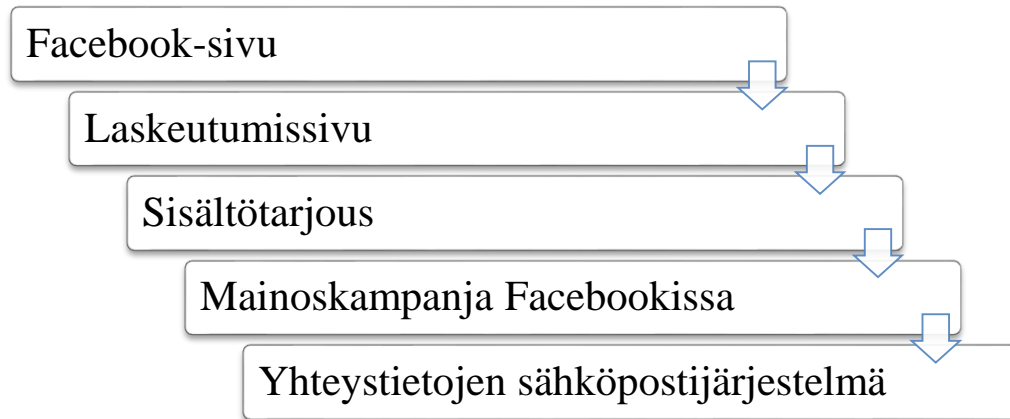 Facebook-sivu
Laskeutumissivu
Sisältötarjous
Mainoskampanja Facebookissa
Yhteystietojen sähköpostijärjestelmä